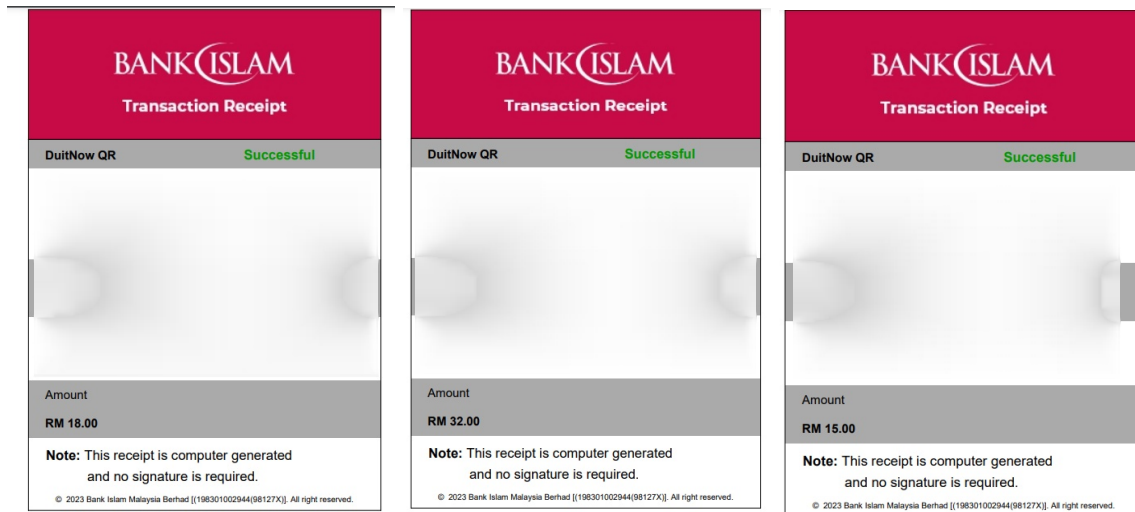 BANK ISLAM
Transaction Receipt
DuitNow QR Successful
Amount
RM 18.00
Note: This receipt is computer generated
and no signature is required.
© 2023 Bank Islam Malaysia Berhad [(198301002944(98127X)]. All right reserved.
BANK ISLAM
Transaction Receipt
DuitNow QR Successful
Amount
RM 32.00
Note: This receipt is computer generated
and no signature is required.
© 2023 Bank Islam Malaysia Berhad [(198301002944(98127X)]. All right reserved.
BANK ISLAM
Transaction Receipt
DuitNow QR Successful
Amount
RM 15.00
Note: This receipt is computer generated
and no signature is required.
© 2023 Bank Islam Malaysia Berhad [(198301002944(98127X)]. All right reserved.